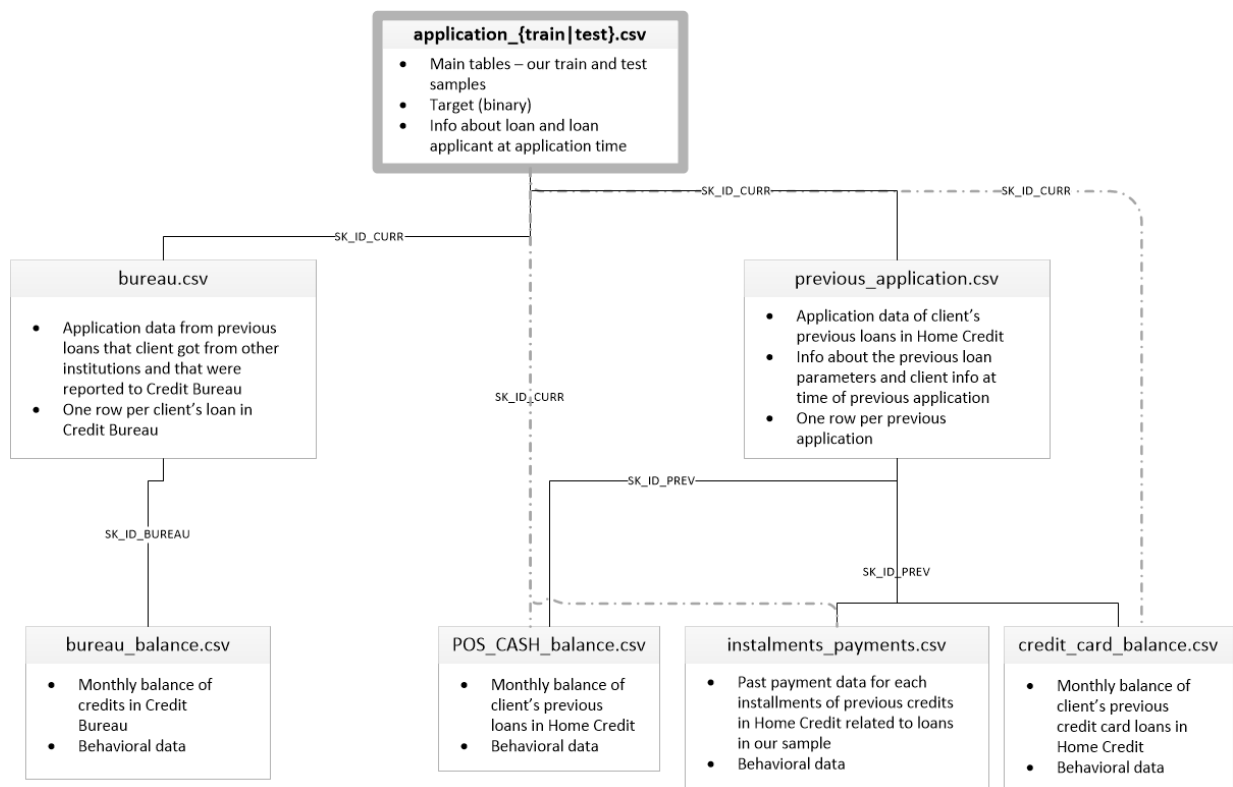 application_{train|test}.csv
• Main tables – our train and test
samples
• Target (binary)
• Info about loan and loan
applicant at application time
SK_ID_CURR
SK_ID_CURR
SK_ID_CURR
bureau.csv
• Application data from previous
loans that client got from other
institutions and that were
reported to Credit Bureau
• One row per client's loan in
Credit Bureau
previous_application.csv
• Application data of client's
previous loans in Home Credit
• Info about the previous loan
parameters and client info at
time of previous application
• One row per previous
application
SK_ID_CURR
SK_ID_PREV
SK_ID_BUREAU
SK_ID_PREV
bureau_balance.csv
• Monthly balance of
credits in Credit
Bureau
• Behavioral data
POS_CASH_balance.csv
• Monthly balance of
client's previous
loans in Home Credit
• Behavioral data
instalments_payments.csv
• Past payment data for each
installments of previous credits
in Home Credit related to loans
in our sample
• Behavioral data
credit_card_balance.csv
• Monthly balance of
client's previous
credit card loans in
Home Credit
• Behavioral data